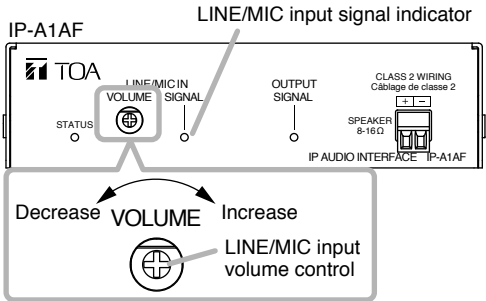 LINE/MIC input signal indicator
IP-A1AF
TOA
LINE/MIC IN
VOLUME SIGNAL
OUTPUT
SIGNAL
CLASS 2 WIRING
Câblage de classe 2
+ −
STATUS
SPEAKER
8-16Ω
IP AUDIO INTERFACE IP-A1AF
Decrease VOLUME Increase
LINE/MIC input
volume control